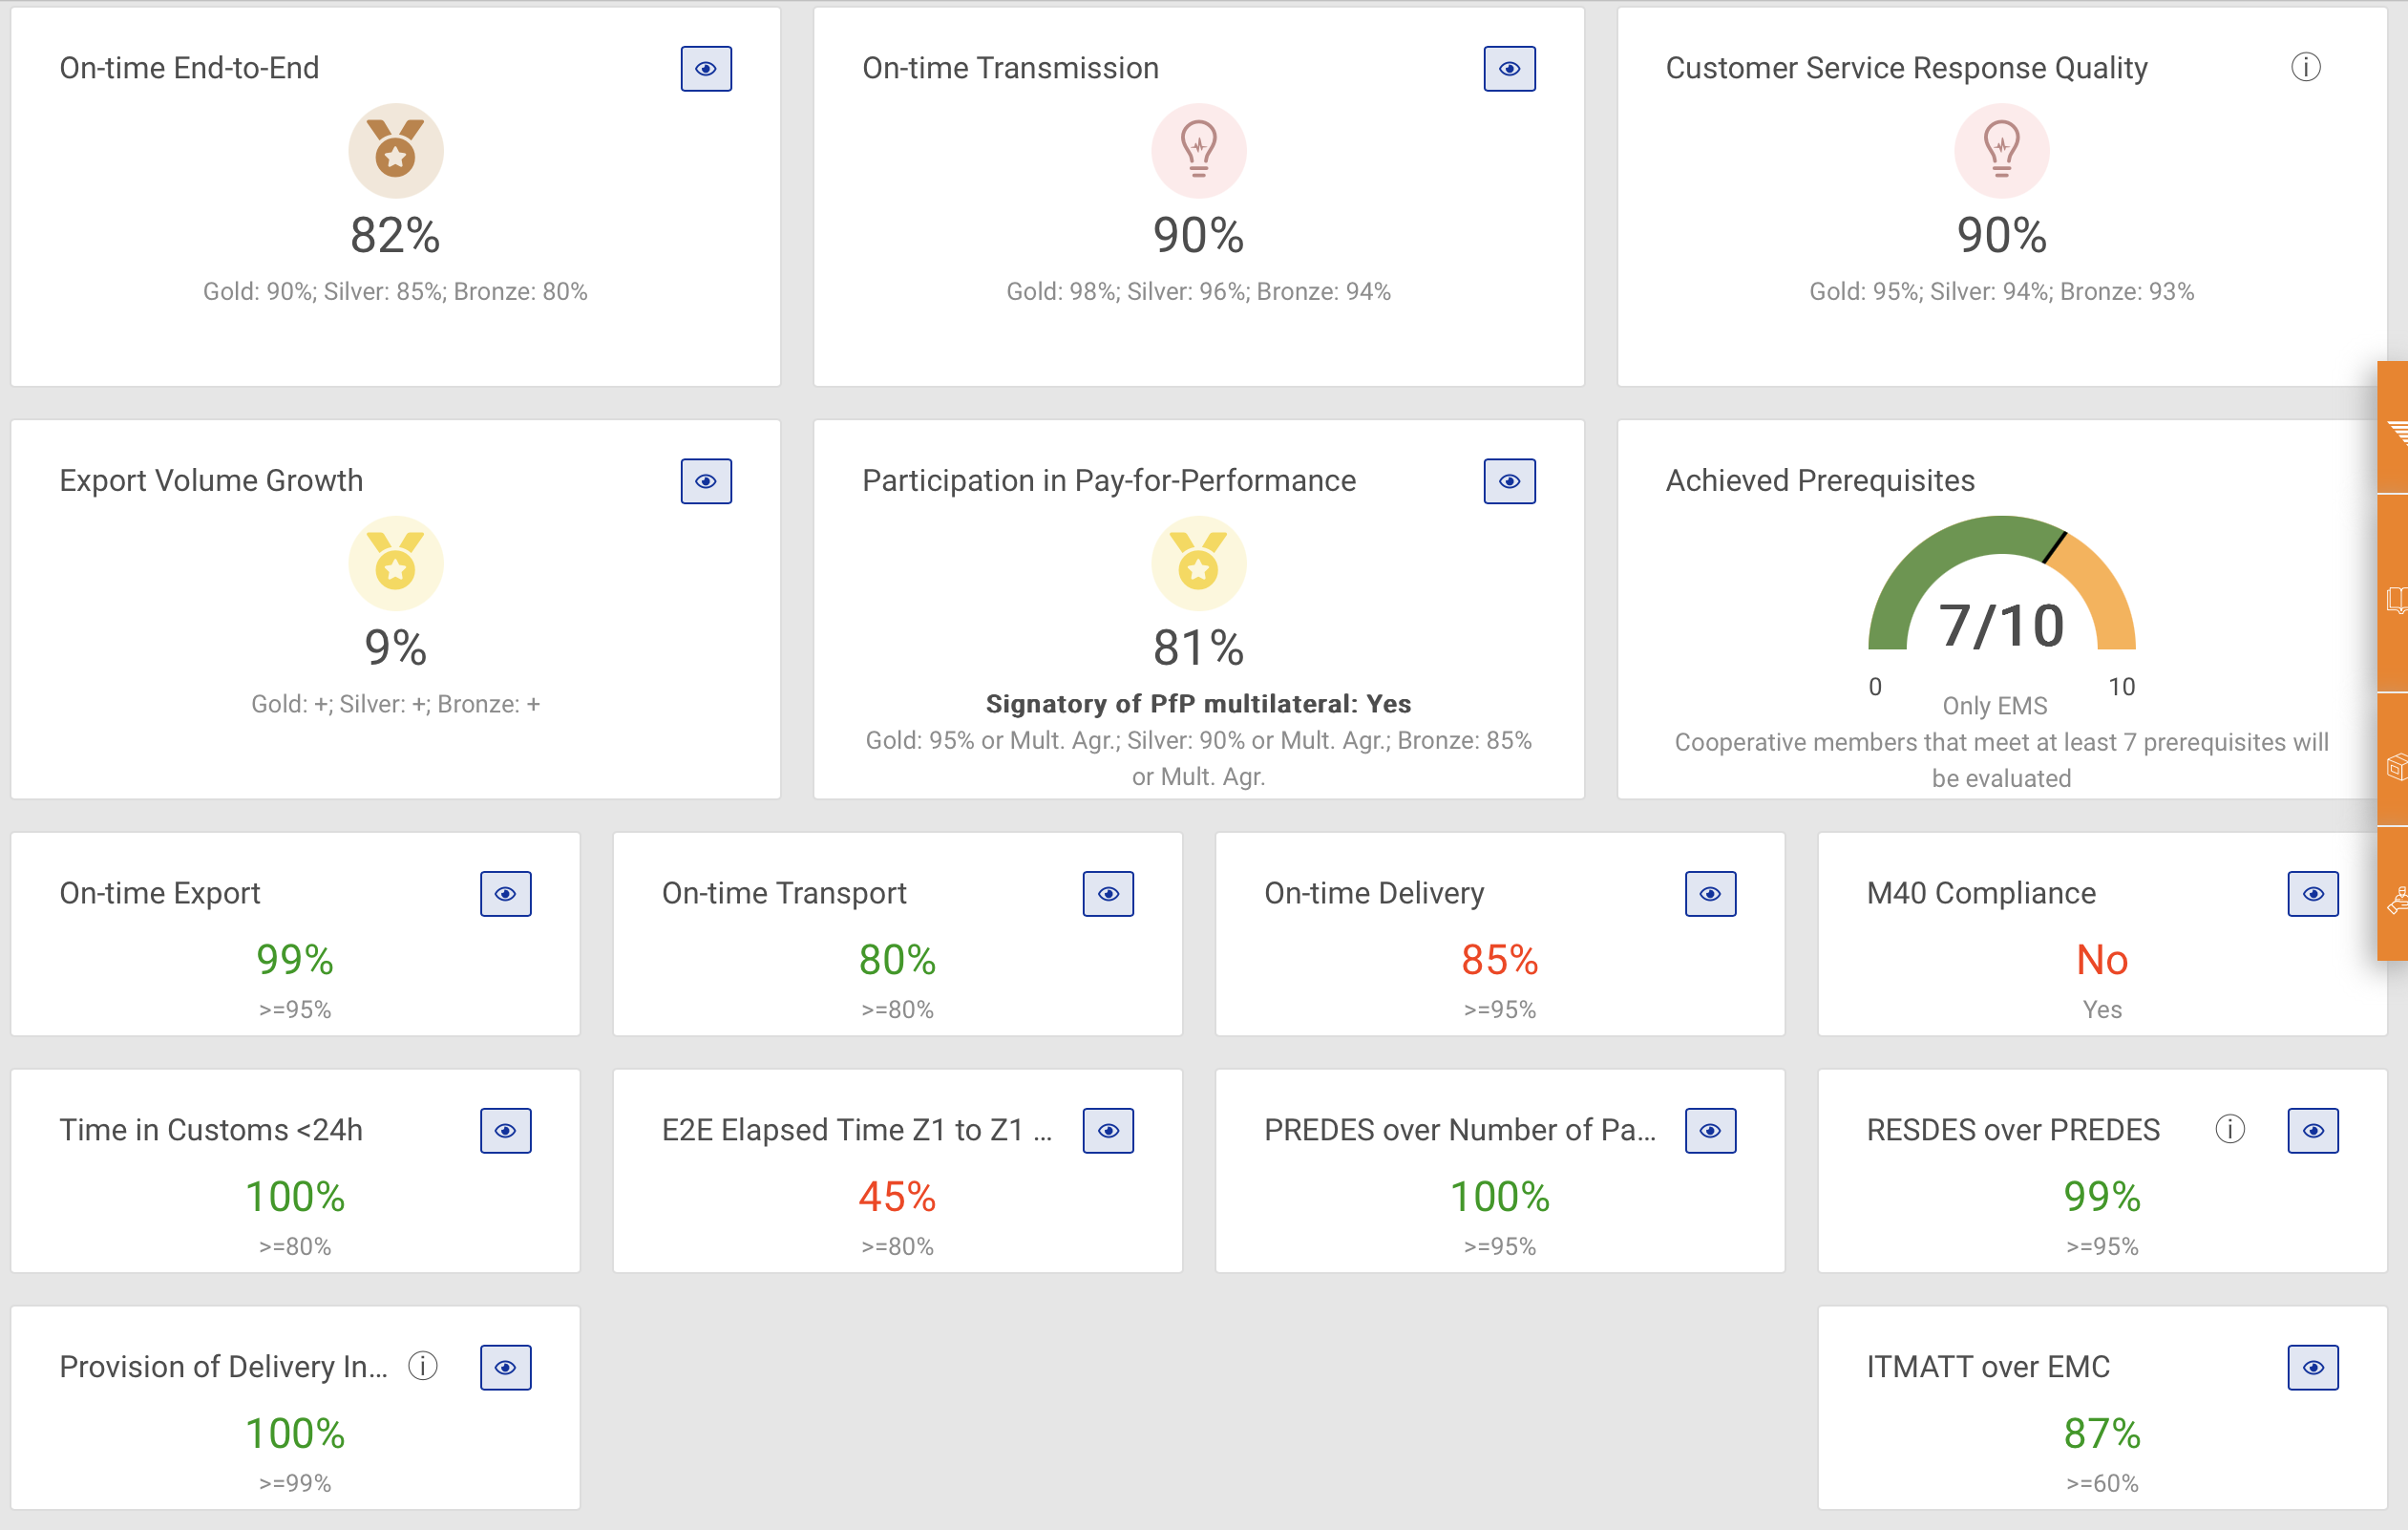 On-time End-to-End
82%
Gold: 90%; Silver: 85%; Bronze: 80%
On-time Transmission
90%
Gold: 98%; Silver: 96%; Bronze: 94%
Customer Service Response Quality
90%
Gold: 95%; Silver: 94%; Bronze: 93%
Export Volume Growth
9%
Gold: +; Silver: +; Bronze: +
Participation in Pay-for-Performance
81%
Signatory of PfP multilateral: Yes
Gold: 95% or Mult. Agr.; Silver: 90% or Mult. Agr.; Bronze: 85%
or Mult. Agr.
Achieved Prerequisites
7/10
0
10
Only EMS
Cooperative members that meet at least 7 prerequisites will
be evaluated
On-time Export
99%
>=95%
On-time Transport
80%
>=80%
On-time Delivery
85%
>=95%
M40 Compliance
No
Yes
Time in Customs <24h
100%
>=80%
E2E Elapsed Time Z1 to Z1 ...
45%
>=80%
PREDES over Number of Pa...
100%
>=95%
RESDES over PREDES
99%
>=95%
Provision of Delivery In...
100%
>=99%
ITMATT over EMC
87%
>=60%